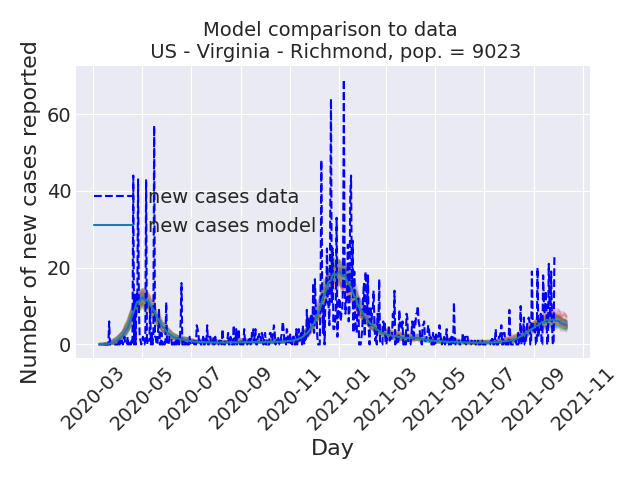 Model comparison to data
US - Virginia - Richmond, pop. = 9023
Number of new cases reported
60
40
20
0
new cases data
new cases model
2020-03
2020-05
2020-07
2020-09
2020-11
2021-01
2021-03
2021-05
2021-07
2021-09
2021-11
Day